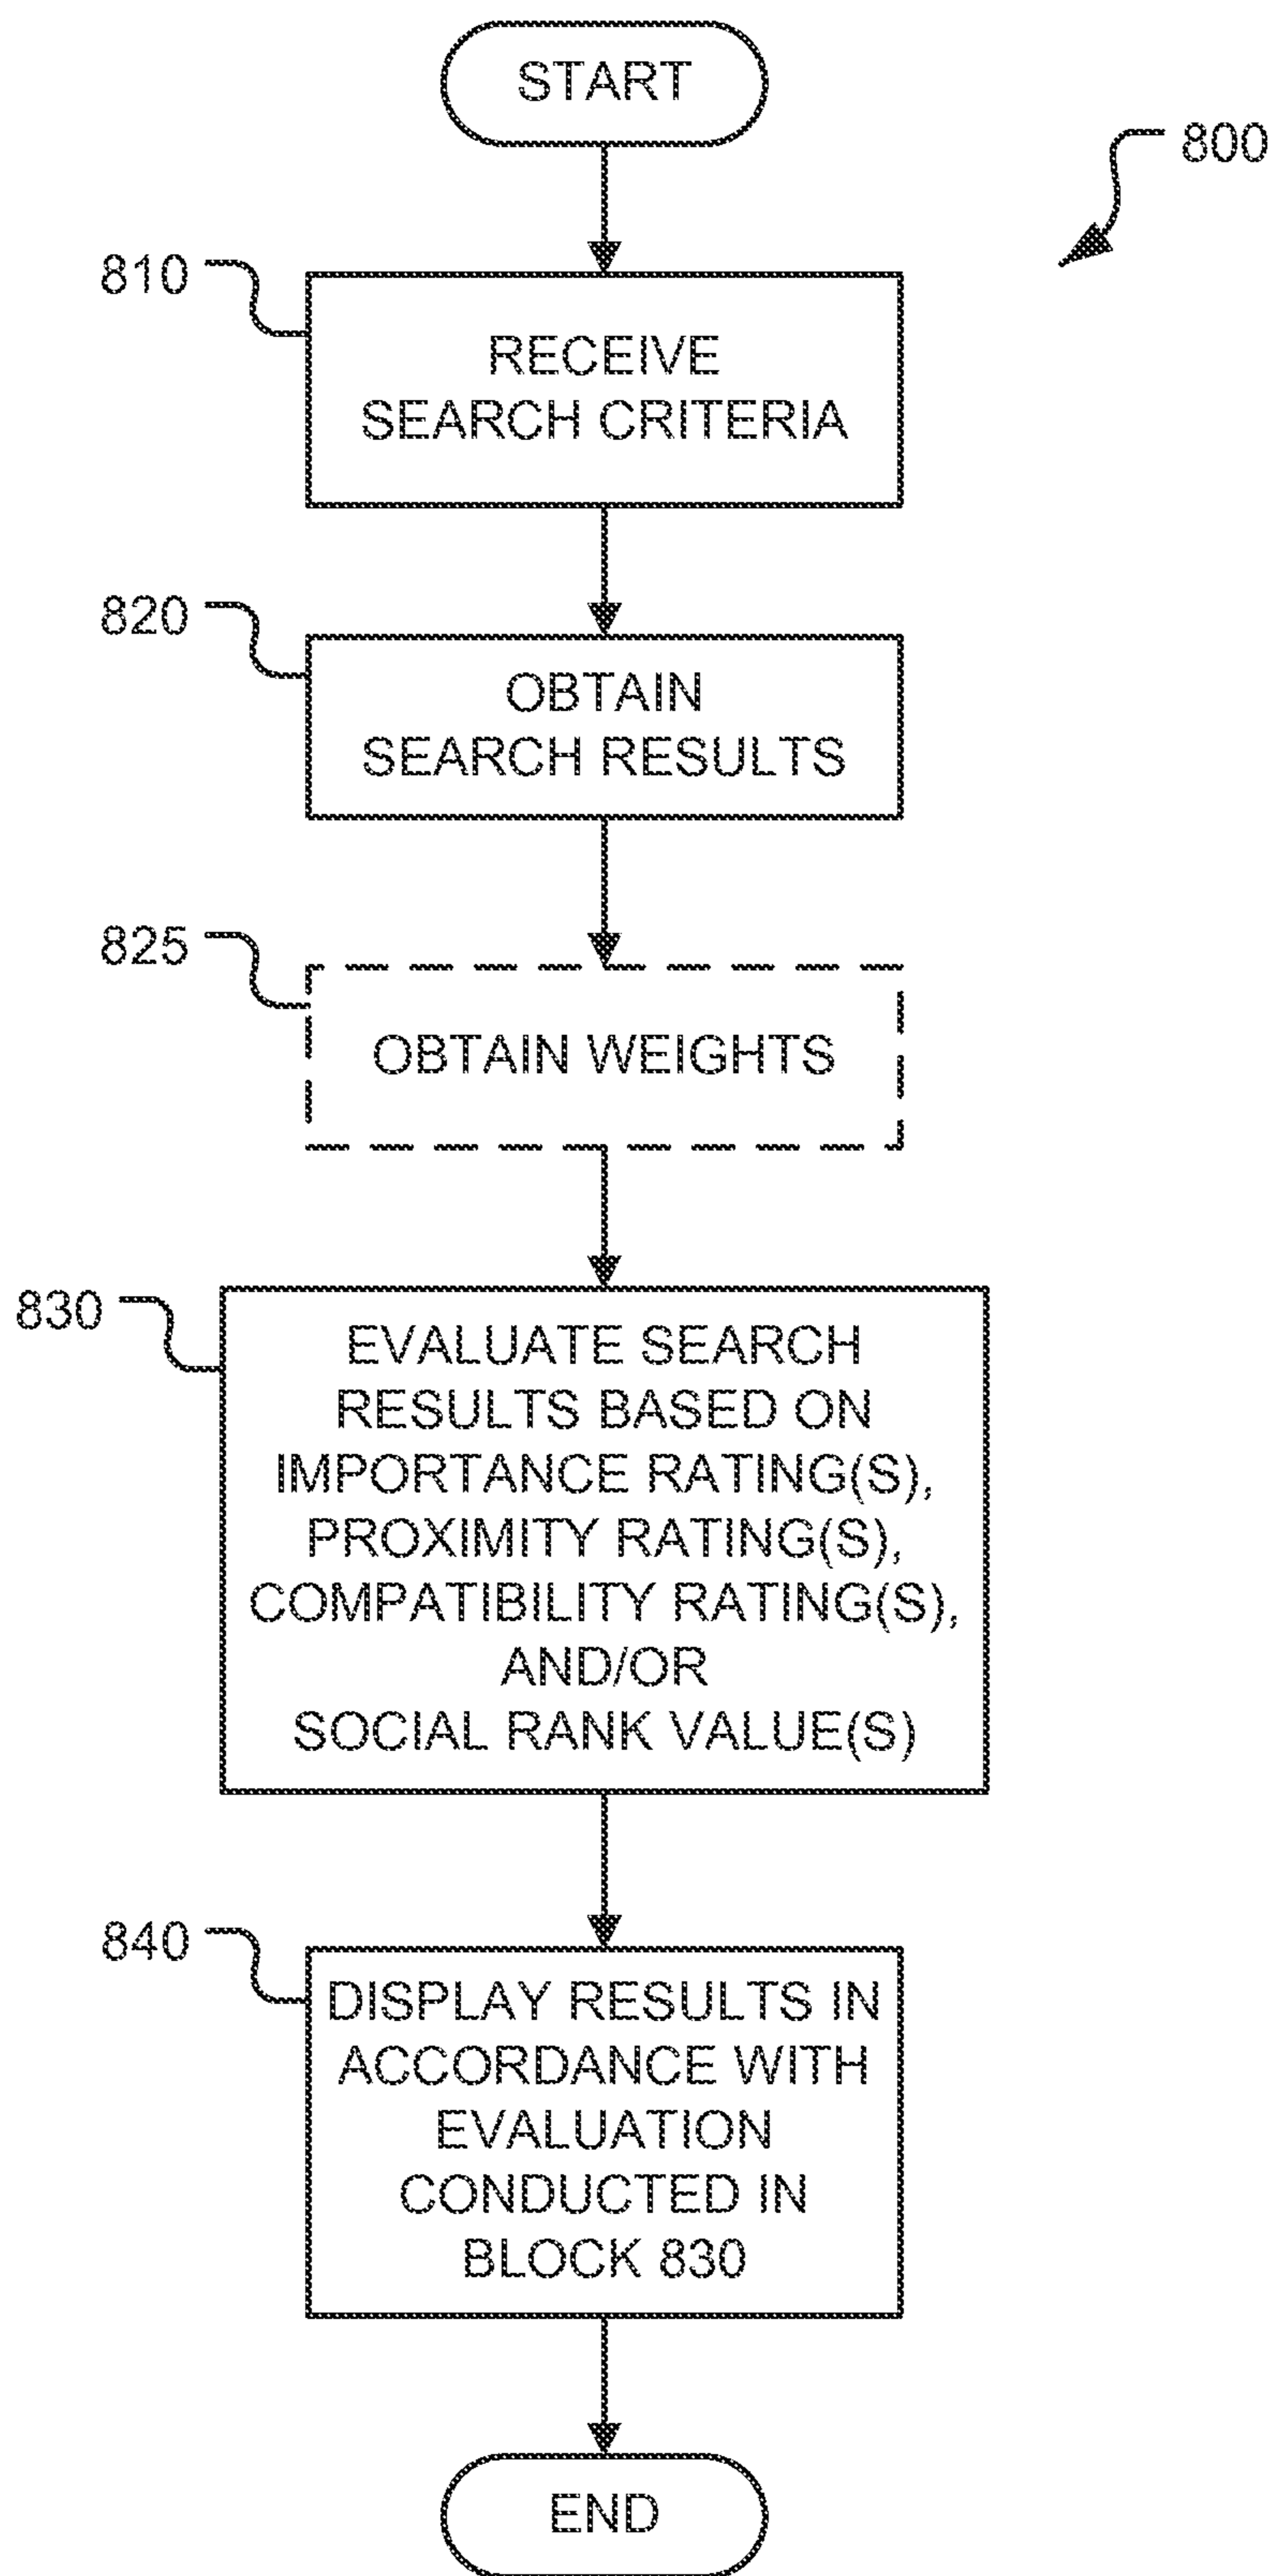 START
800
810
RECEIVE
SEARCH CRITERIA
820
OBTAIN
SEARCH RESULTS
825
OBTAIN WEIGHTS
830
EVALUATE SEARCH
RESULTS BASED ON
IMPORTANCE RATING(S),
PROXIMITY RATING(S),
COMPATIBILITY RATING(S),
AND/OR
SOCIAL RANK VALUE(S)
840
DISPLAY RESULTS IN
ACCORDANCE WITH
EVALUATION
CONDUCTED IN
BLOCK 830
END